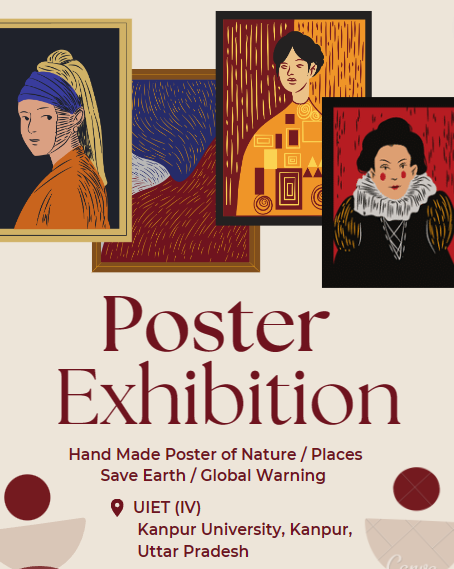 Poster
Exhibition
Hand Made Poster of Nature / Places
Save Earth / Global Warning
UIET (IV)
Kanpur University, Kanpur,
Uttar Pradesh
Canva